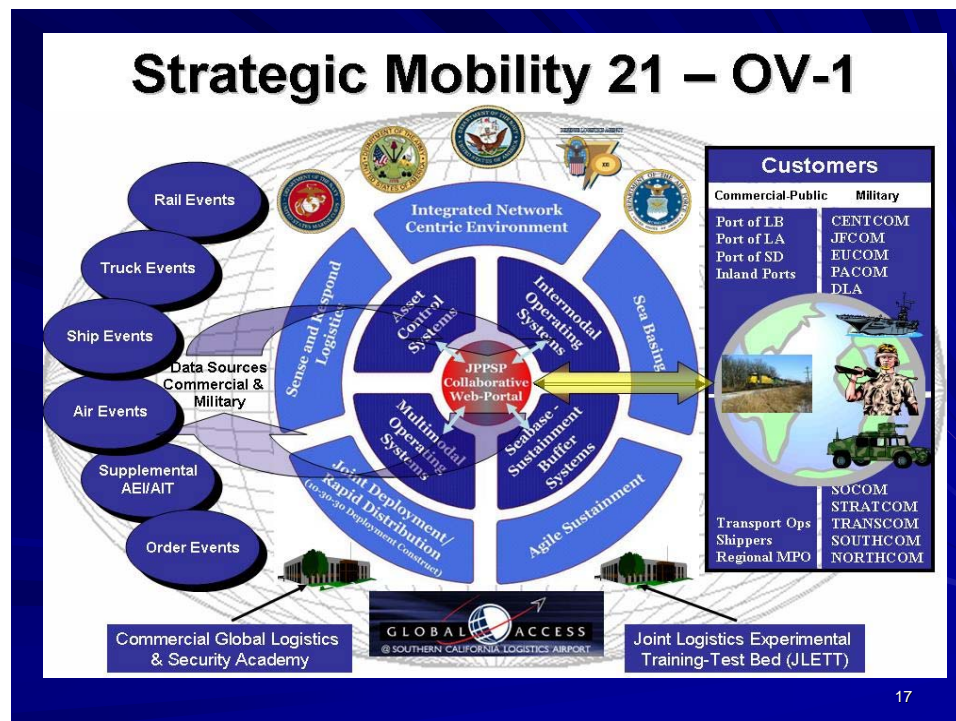 Strategic Mobility 21 – OV-1
Rail Events
Truck Events
Ship Events
Air Events
Supplemental
AEI/AIT
Order Events
Data Sources
Commercial &
Military
Integrated Network
Centric Environment
Sense and Respond
Logistics
Sea Basing
Joint Deployment/
Rapid Distribution
(10-30-30 Deployment Construct)
Agile Sustainment
Asset
Control
Systems
Intermodal
Operating
Systems
Multimodal
Operating
Systems
Seabase -
Sustainment
Buffer
Systems
JPPSP
Collaborative
Web-Portal
Customers
Commercial-Public
Military
Port of LB
Port of LA
Port of SD
Inland Ports
CENTCOM
JFCOM
EUCOM
PACOM
DLA
Transport Ops
Shippers
Regional MPO
SOCOM
STRATCOM
TRANSCOM
SOUTHCOM
NORTHCOM
GLOBAL ACCESS
@ SOUTHERN CALIFORNIA LOGISTICS AIRPORT
Commercial Global Logistics
& Security Academy
Joint Logistics Experimental
Training-Test Bed (JLETT)
17